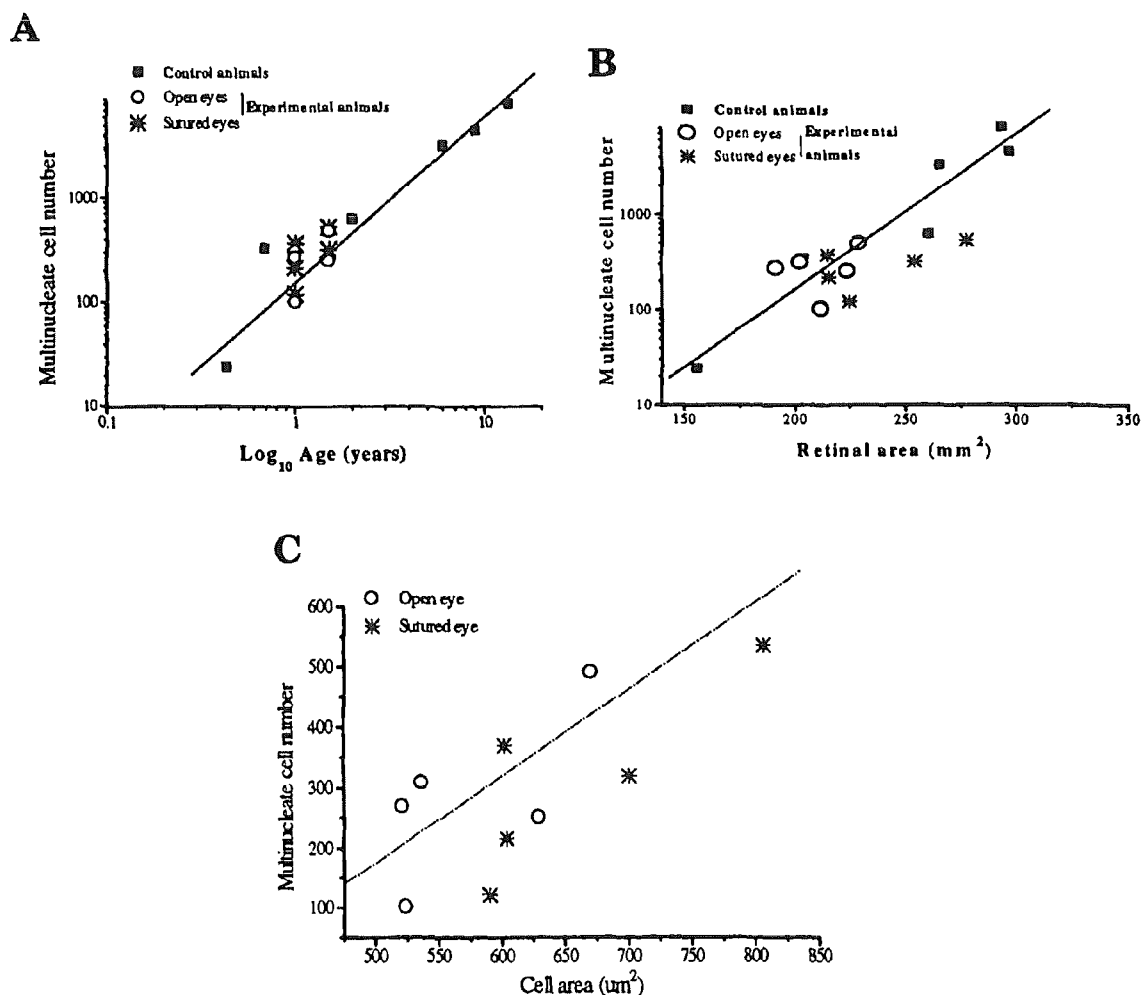 A
Control animals
Open eyes
Experimental animals
Sutured eyes
Multinucleate cell number
1000
100
10
0.1
1
10
Log10 Age (years)
B
Control animals
Open eyes
Experimental
Sutured eyes
animals
Multinucleate cell number
1000
100
10
150
200
250
300
350
Retinal area (mm2)
C
Open eye
Sutured eye
Multinucleate cell number
600
500
400
300
200
100
500
550
600
650
700
750
800
850
Cell area (um2)